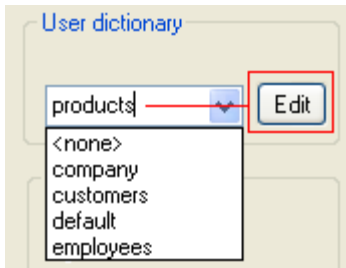 User dictionary
products Edit
<none>
company
customers
default
employees